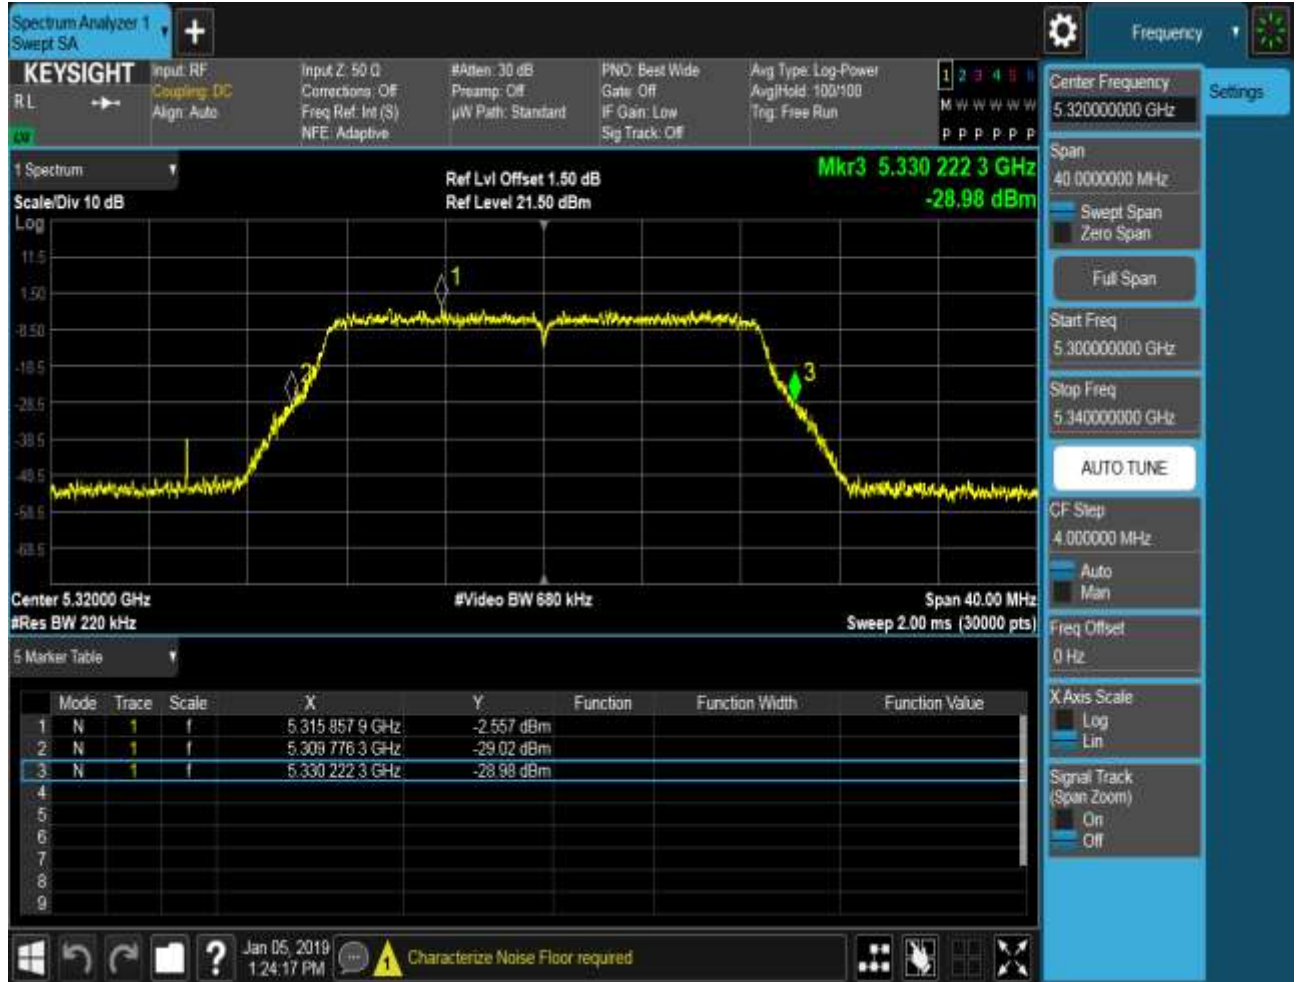 Spectrum Analyzer 1
Swept SA
Frequency
KEYSIGHT
R L
Input: RF
Coupling: DC
Align: Auto
Input Z: 50 Ω
Corrections: Off
Freq Ref: Int (S)
NFE: Adaptive
#Atten: 30 dB
Preamp: Off
µW Path: Standard
PNO: Best Wide
Gate: Off
IF Gain: Low
Sig Track: Off
Avg Type: Log-Power
Avg|Hold: 100/100
Trig: Free Run
1 2 3 4 5 6
M W W W W W
P P P P P P
1 Spectrum
Scale/Div 10 dB
Ref Lvl Offset 1.50 dB
Ref Level 21.50 dBm
Mkr3 5.330 222 3 GHz
-28.98 dBm
Log
11.5
1.50
-8.50
-18.5
-28.5
-38.5
-48.5
-58.5
-68.5
1
2
3
Center 5.32000 GHz
#Video BW 680 kHz
Span 40.00 MHz
#Res BW 220 kHz
Sweep 2.00 ms (30000 pts)
5 Marker Table
Mode Trace Scale X Y Function Function Width Function Value
1 N 1 f 5.315 857 9 GHz -2.557 dBm
2 N 1 f 5.309 776 3 GHz -29.02 dBm
3 N 1 f 5.330 222 3 GHz -28.98 dBm
4
5
6
7
8
9
Jan 05, 2019
1:24:17 PM
? 
1
Characterize Noise Floor required
Settings
Center Frequency
5.320000000 GHz
Span
40.0000000 MHz
Swept Span
Zero Span
Full Span
Start Freq
5.300000000 GHz
Stop Freq
5.340000000 GHz
AUTO TUNE
CF Step
4.000000 MHz
Auto
Man
Freq Offset
0 Hz
X Axis Scale
Log
Lin
Signal Track
(Span Zoom)
On
Off